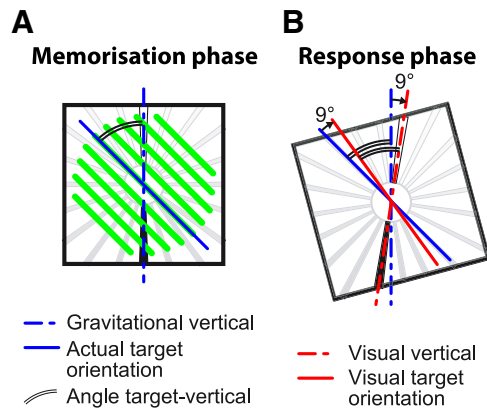 A
Memorisation phase
Gravitational vertical
Actual target
orientation
Angle target-vertical
B
Response phase
9°
9°
Visual vertical
Visual target
orientation